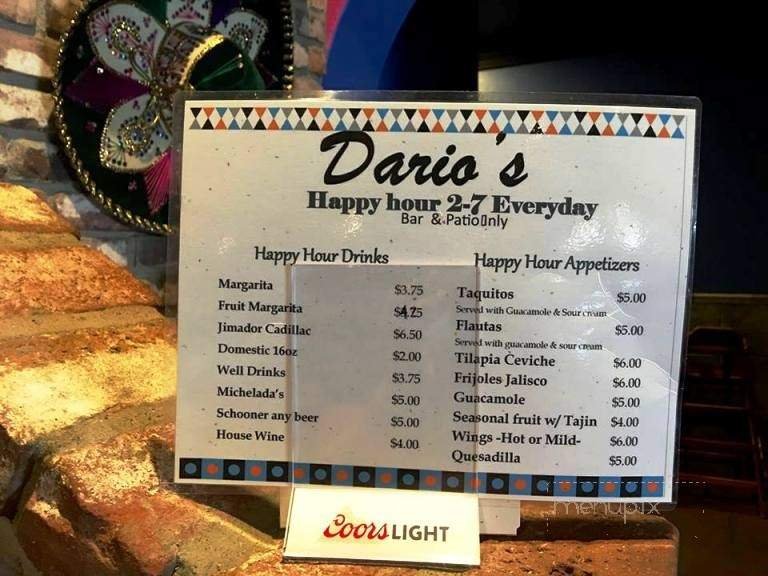 Dario's
Happy hour 2-7 Everyday
Bar & Patio Only
Happy Hour Drinks
Margarita $3.75
Fruit Margarita
Jimador Cadillac $6.50
Domestic 16oz $2.00
Well Drinks $3.75
Michelada's $5.00
Schooner any beer $5.00
House Wine $4.00
Happy Hour Appetizers
Taquitos $5.00
Served with Guacamole & Sour cream
Flautas $5.00
Served with guacamole & sour cream
Tilapia Ceviche $6.00
Frijoles Jalisco $6.00
Guacamole $5.00
Seasonal fruit w/ Tajin $4.00
Wings -Hot or Mild- $6.00
Quesadilla $5.00
Coors LIGHT
menupix